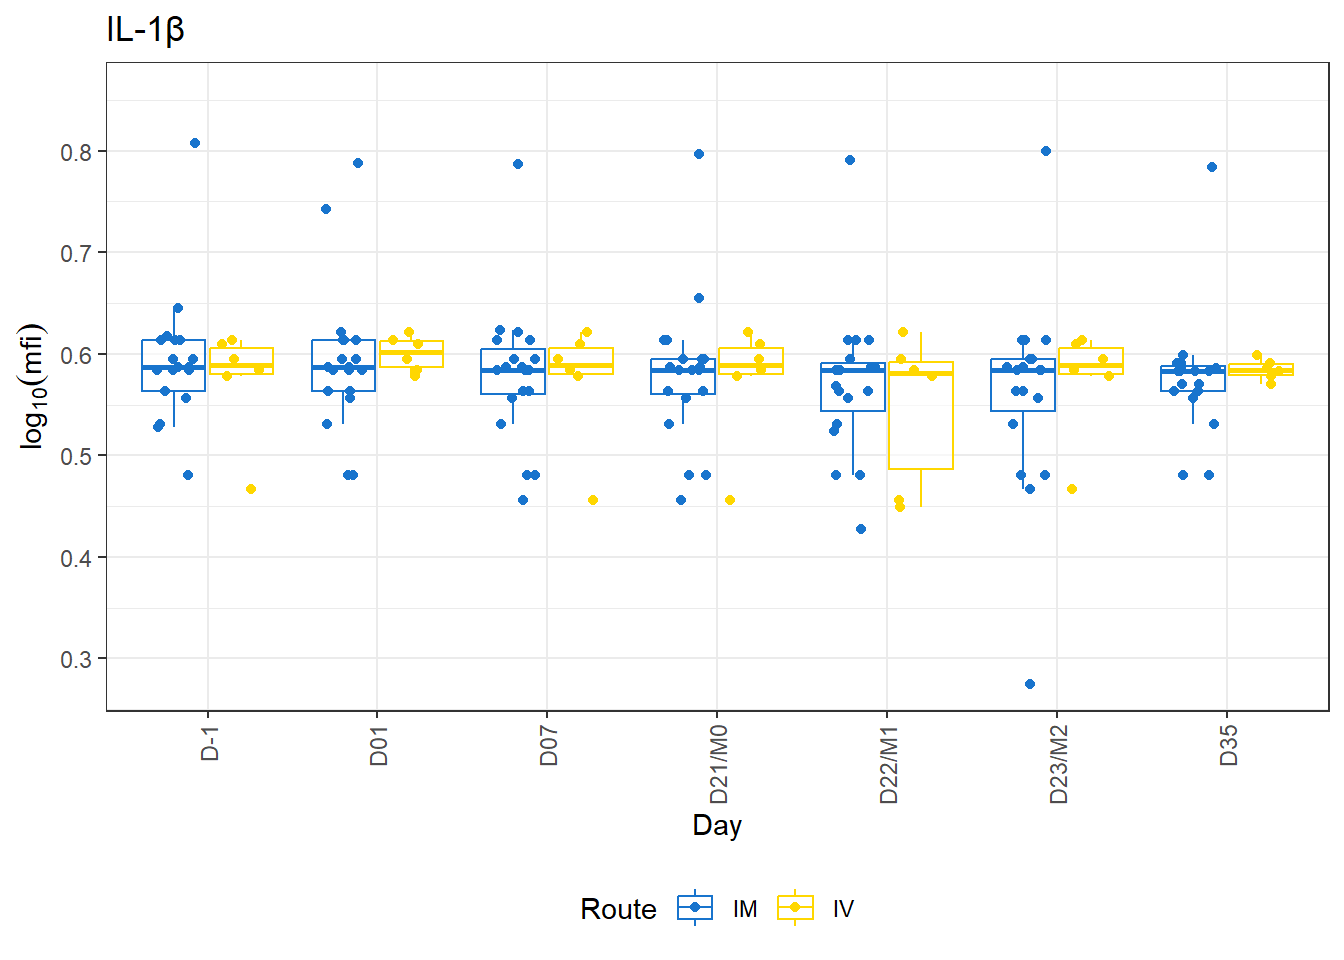 IL-1β
0.8
0.7
0.6
0.5
0.4
0.3
log10(mfi)
D-1
D01
D07
D21/M0
D22/M1
D23/M2
D35
Day
Route IM IV